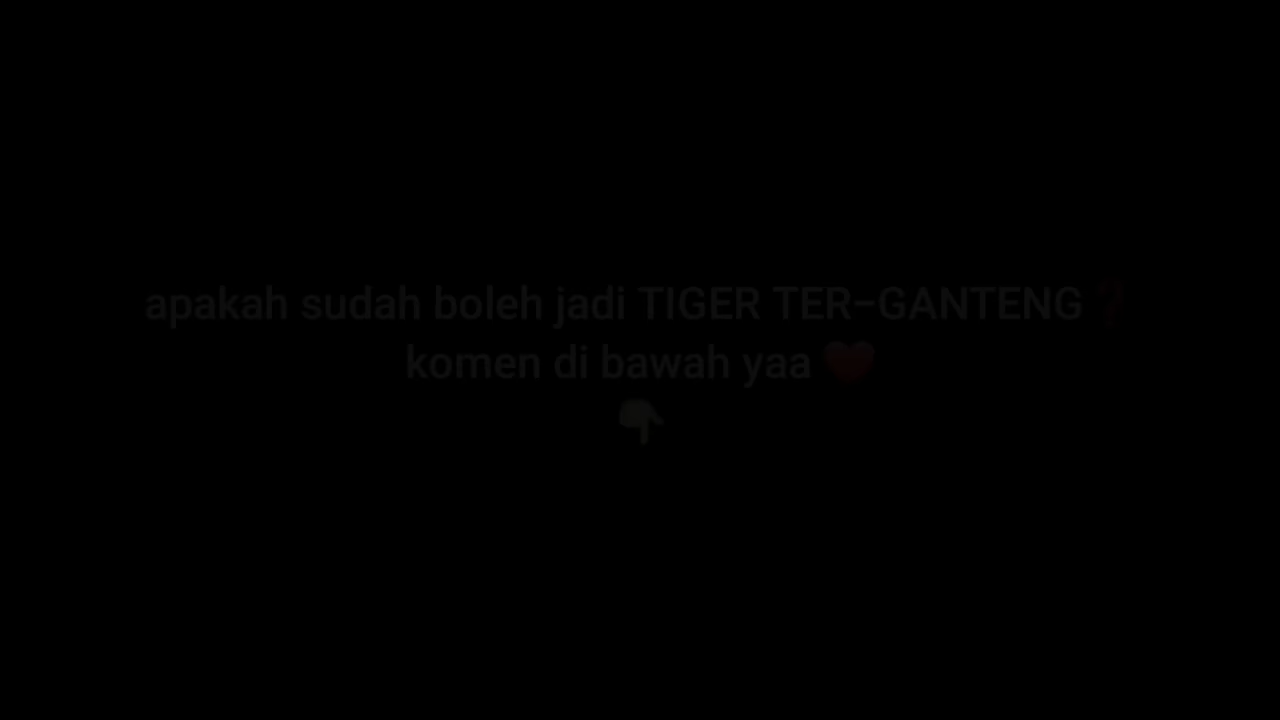 apakah sudah boleh jadi TIGER TER-GANTENG ❓
komen di bawah yaa ❤️
👇